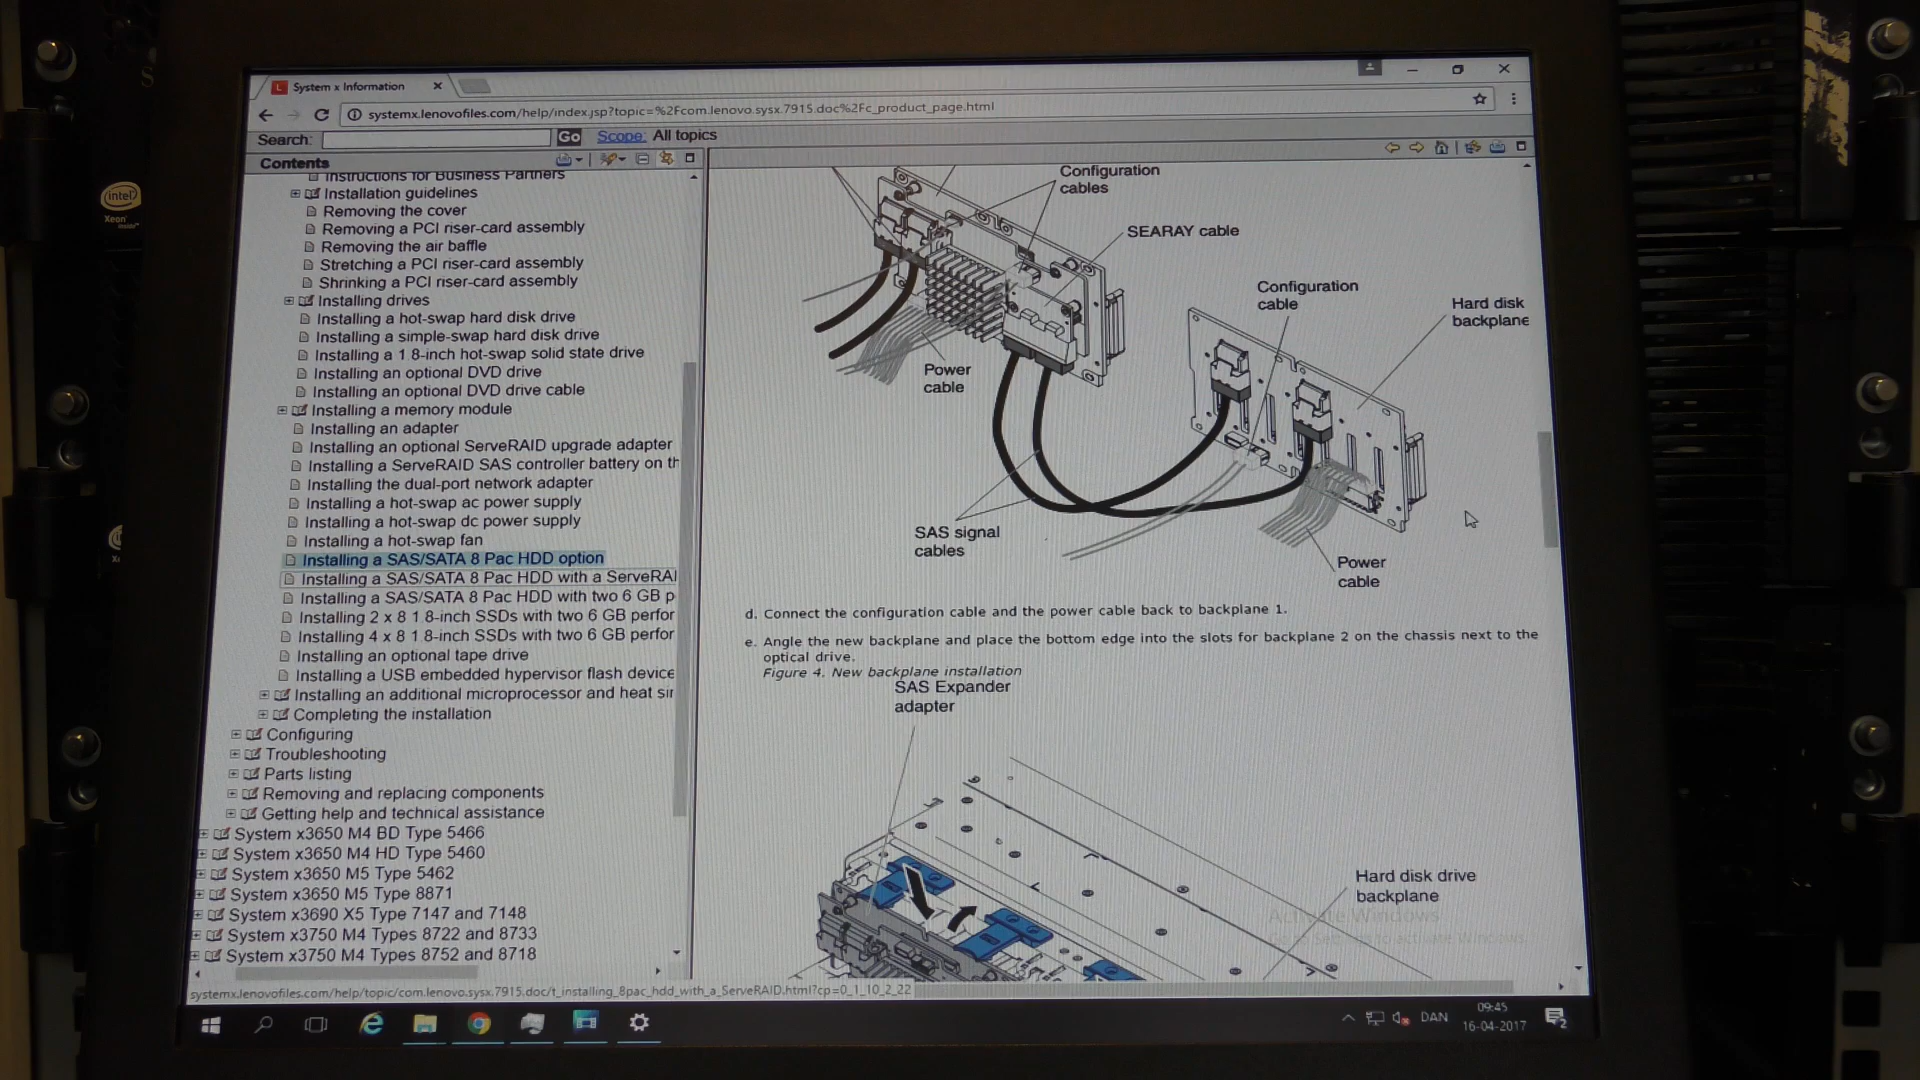 System x Information
systemx.lenovofiles.com/help/index.jsp?topic=%2Fcom.lenovo.sysx.7915.doc%2Fc_product_page.html
Search:
Go
Scope:
All topics
Contents
Instructions for Business Partners
Installation guidelines
Removing the cover
Removing a PCI riser-card assembly
Removing the air baffle
Stretching a PCI riser-card assembly
Shrinking a PCI riser-card assembly
Installing drives
Installing a hot-swap hard disk drive
Installing a simple-swap hard disk drive
Installing a 1.8-inch hot-swap solid state drive
Installing an optional DVD drive
Installing an optional DVD drive cable
Installing a memory module
Installing an adapter
Installing an optional ServeRAID upgrade adapter
Installing a ServeRAID SAS controller battery on th
Installing the dual-port network adapter
Installing a hot-swap ac power supply
Installing a hot-swap dc power supply
Installing a hot-swap fan
Installing a SAS/SATA 8 Pac HDD option
Installing a SAS/SATA 8 Pac HDD with a ServeRAI
Installing a SAS/SATA 8 Pac HDD with two 6 GB p
Installing 2 x 8 1.8-inch SSDs with two 6 GB perfor
Installing 4 x 8 1.8-inch SSDs with two 6 GB perfor
Installing an optional tape drive
Installing a USB embedded hypervisor flash device
Installing an additional microprocessor and heat sin
Completing the installation
Configuring
Troubleshooting
Parts listing
Removing and replacing components
Getting help and technical assistance
System x3650 M4 BD Type 5466
System x3650 M4 HD Type 5460
System x3650 M5 Type 5462
System x3650 M5 Type 8871
System x3690 X5 Type 7147 and 7148
System x3750 M4 Types 8722 and 8733
System x3750 M4 Types 8752 and 8718
Configuration
cables
SEARAY cable
Configuration
cable
Hard disk
backplane
Power
cable
SAS signal
cables
Power
cable
d. Connect the configuration cable and the power cable back to backplane 1.
e. Angle the new backplane and place the bottom edge into the slots for backplane 2 on the chassis next to the
optical drive.
Figure 4. New backplane installation
SAS Expander
adapter
Hard disk drive
backplane
Activate Windows
Go to Settings to activate Windows.
systemx.lenovofiles.com/help/topic/com.lenovo.sysx.7915.doc/t_installing_8pac_hdd_with_a_ServeRAID.html?cp=0_1_10_2_22
DAN
09:45
16-04-2017
2
intel
Xeon
inside